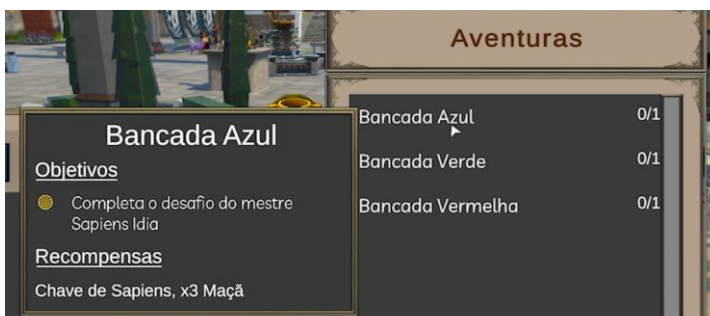 Aventuras
Bancada Azul 0/1
Bancada Verde 0/1
Bancada Vermelha 0/1
Bancada Azul
Objetivos
Completa o desafio do mestre
Sapiens Idia
Recompensas
Chave de Sapiens, x3 Maçã